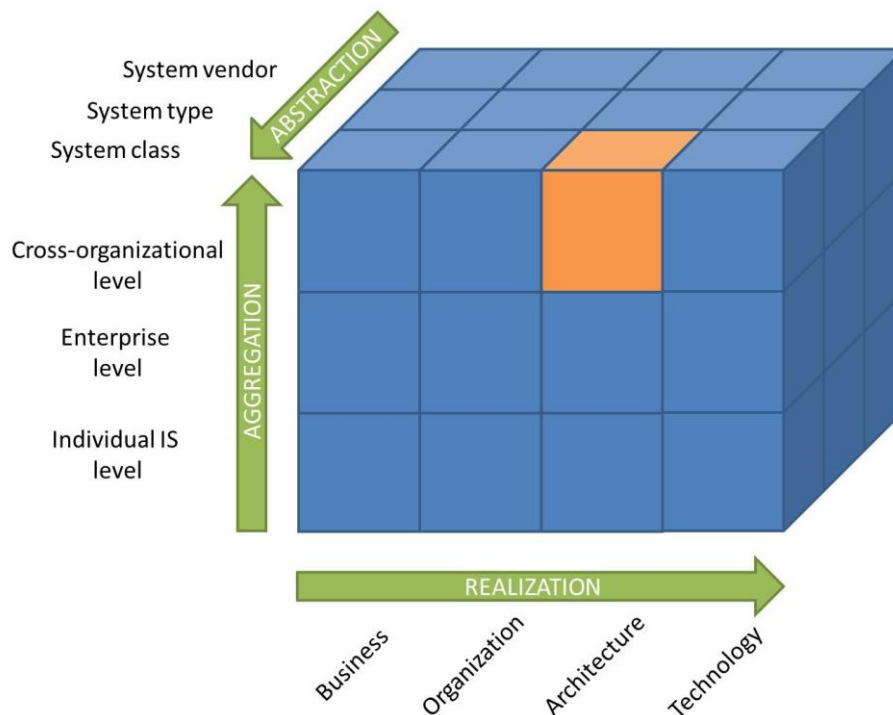 System vendor
System type
System class
ABSTRACTION
Cross-organizational
level
Enterprise
level
Individual IS
level
AGGREGATION
REALIZATION
Business
Organization
Architecture
Technology